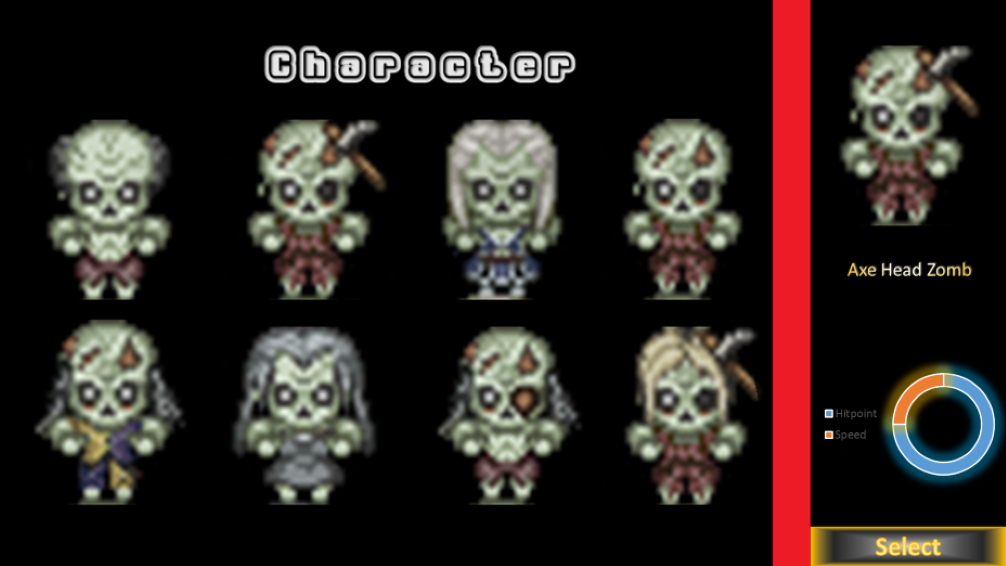 Character
Axe Head Zomb
Hitpoint
Speed
Select